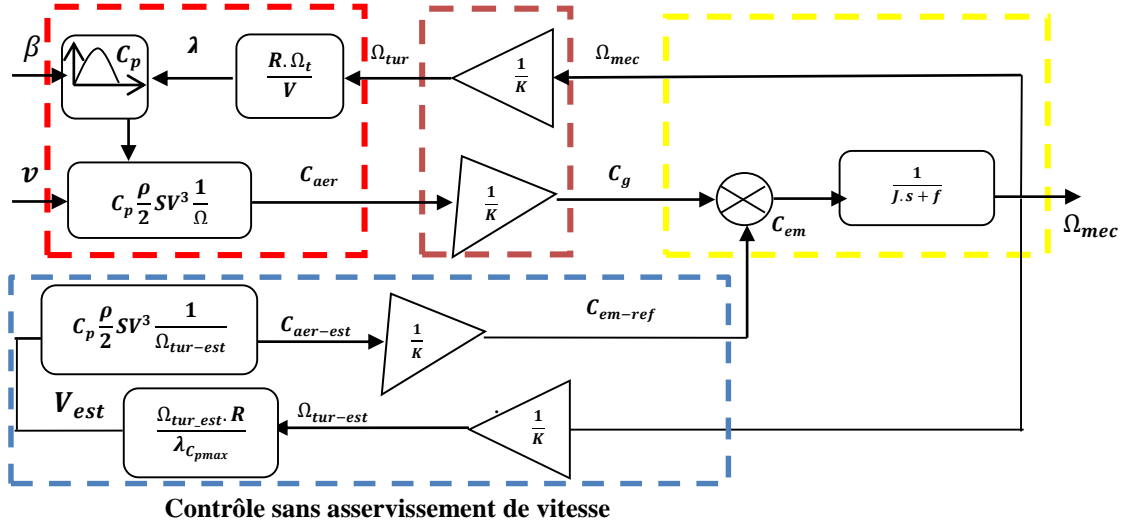 β C_p λ R.Ω_t/V Ω_tur 1/K Ω_mec
v C_p ρ/2 SV³ 1/Ω C_aer 1/K C_g C_em 1/(J.s+f) Ω_mec
C_p ρ/2 SV³ 1/Ω_tur−est C_aer−est 1/K C_em−ref
V_est Ω_tur_est.R/λ_Cpmax Ω_tur−est 1/K
Contrôle sans asservissement de vitesse